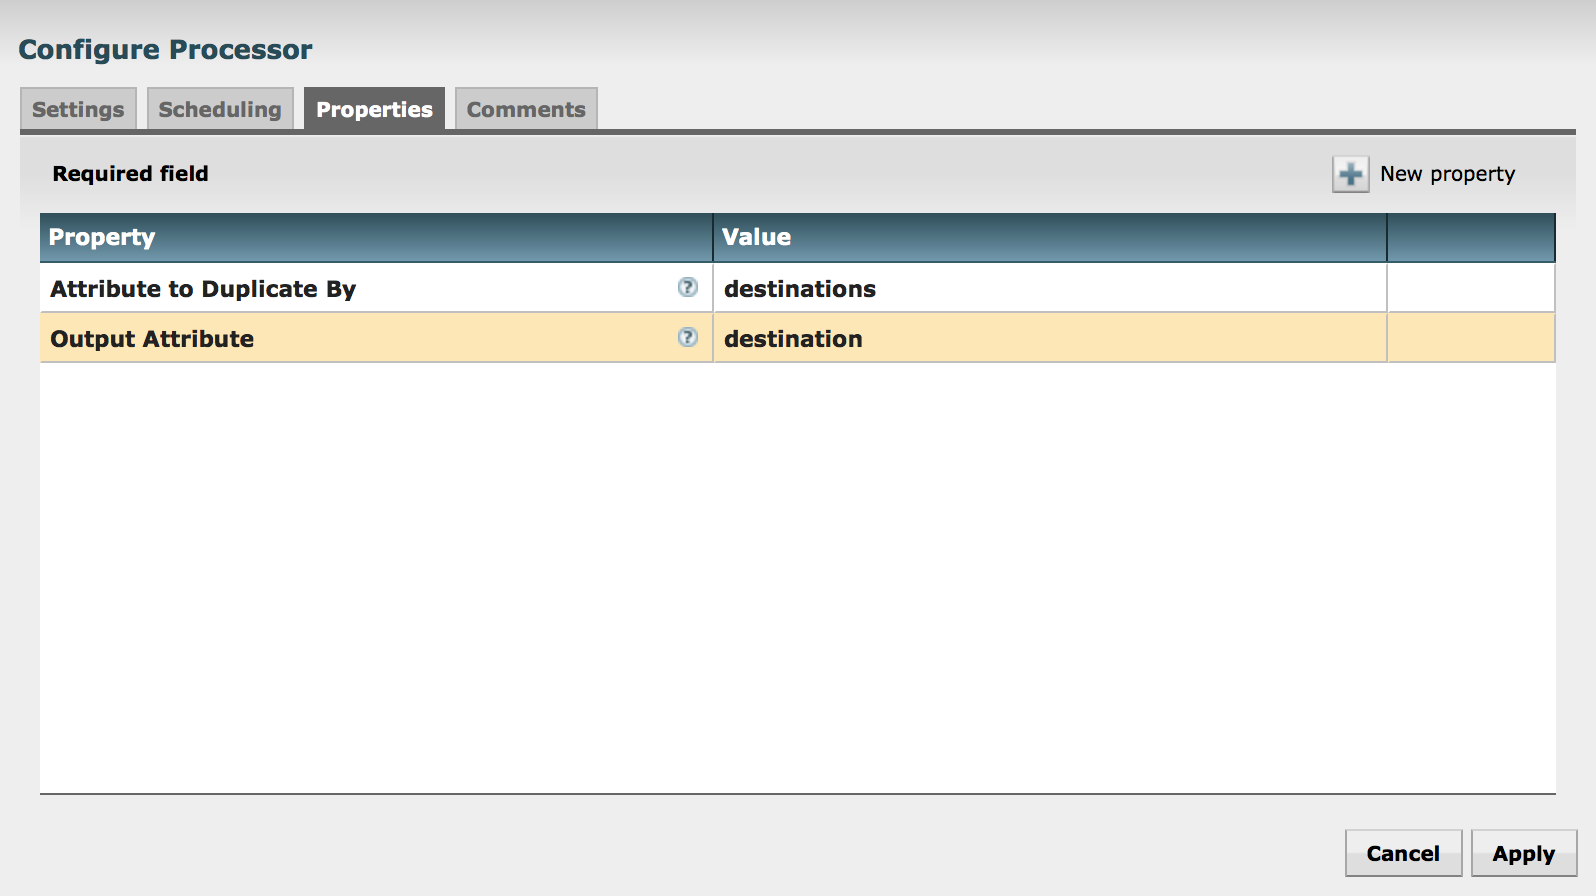 Configure Processor
Settings Scheduling Properties Comments
Required field New property
Property Value
Attribute to Duplicate By ? destinations
Output Attribute ? destination
Cancel Apply